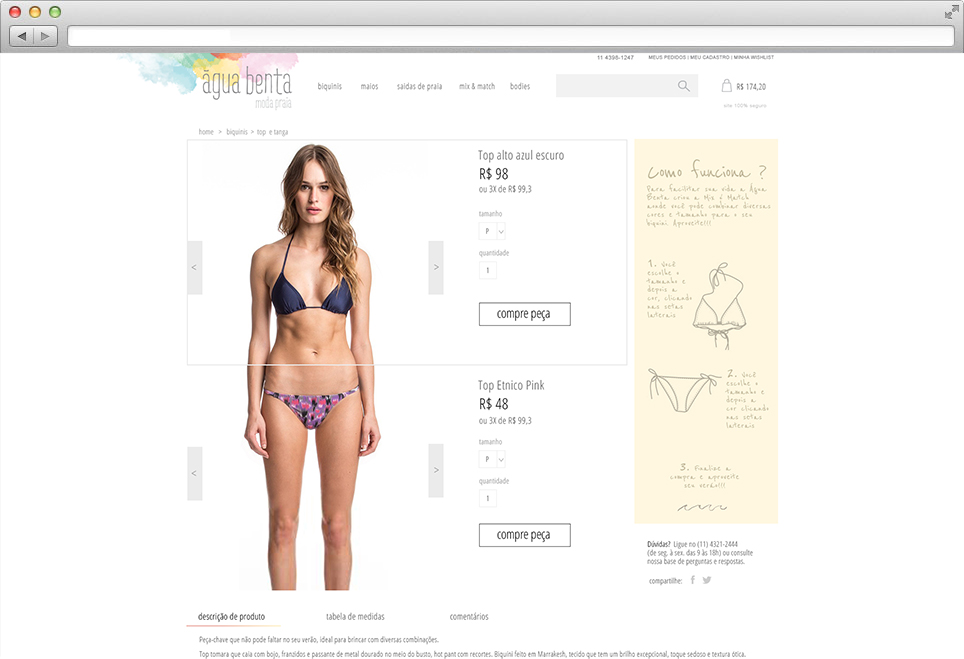 11 4398-1247
MEUS PEDIDOS | MEU CADASTRO | MINHA WISHLIST
água benta
moda praia
biquínis
maios
saídas de praia
mix & match
bodies
R$ 174,20
site 100% seguro
home > biquínis > top e tanga
Top alto azul escuro
R$ 98
ou 3X de R$ 99,3
tamanho
P
quantidade
1
compre peça
Top Etnico Pink
R$ 48
ou 3X de R$ 99,3
tamanho
P
quantidade
1
compre peça
como funciona ?
Para facilitar sua vida a Água
Benta criou a Mix & Match
aonde você pode combinar diversas
cores e tamanho para o seu
biquini. Aproveite!!!
1. Você
escolhe o
tamanho e
depois a
cor, clicando
nas setas
laterais
2. Você
escolhe o
tamanho e
depois a
cor clicando
nas setas
laterais
3. Finalize a
compra e aproveite
seu verão!!!
Dúvidas? Ligue no (11) 4321-2444
(de seg. à sex. das 9 às 18h) ou consulte
nossa base de perguntas e respostas.
compartilhe:
descrição de produto
tabela de medidas
comentários
Peça-chave que não pode faltar no seu verão, ideal para brincar com diversas combinações.
Top tomara que caia com bojo, franzidos e passante de metal dourado no meio do busto, hot pant com recortes. Biquini feito em Marrakesh, tecido que tem um brilho excepcional, toque sedoso e textura ótica.